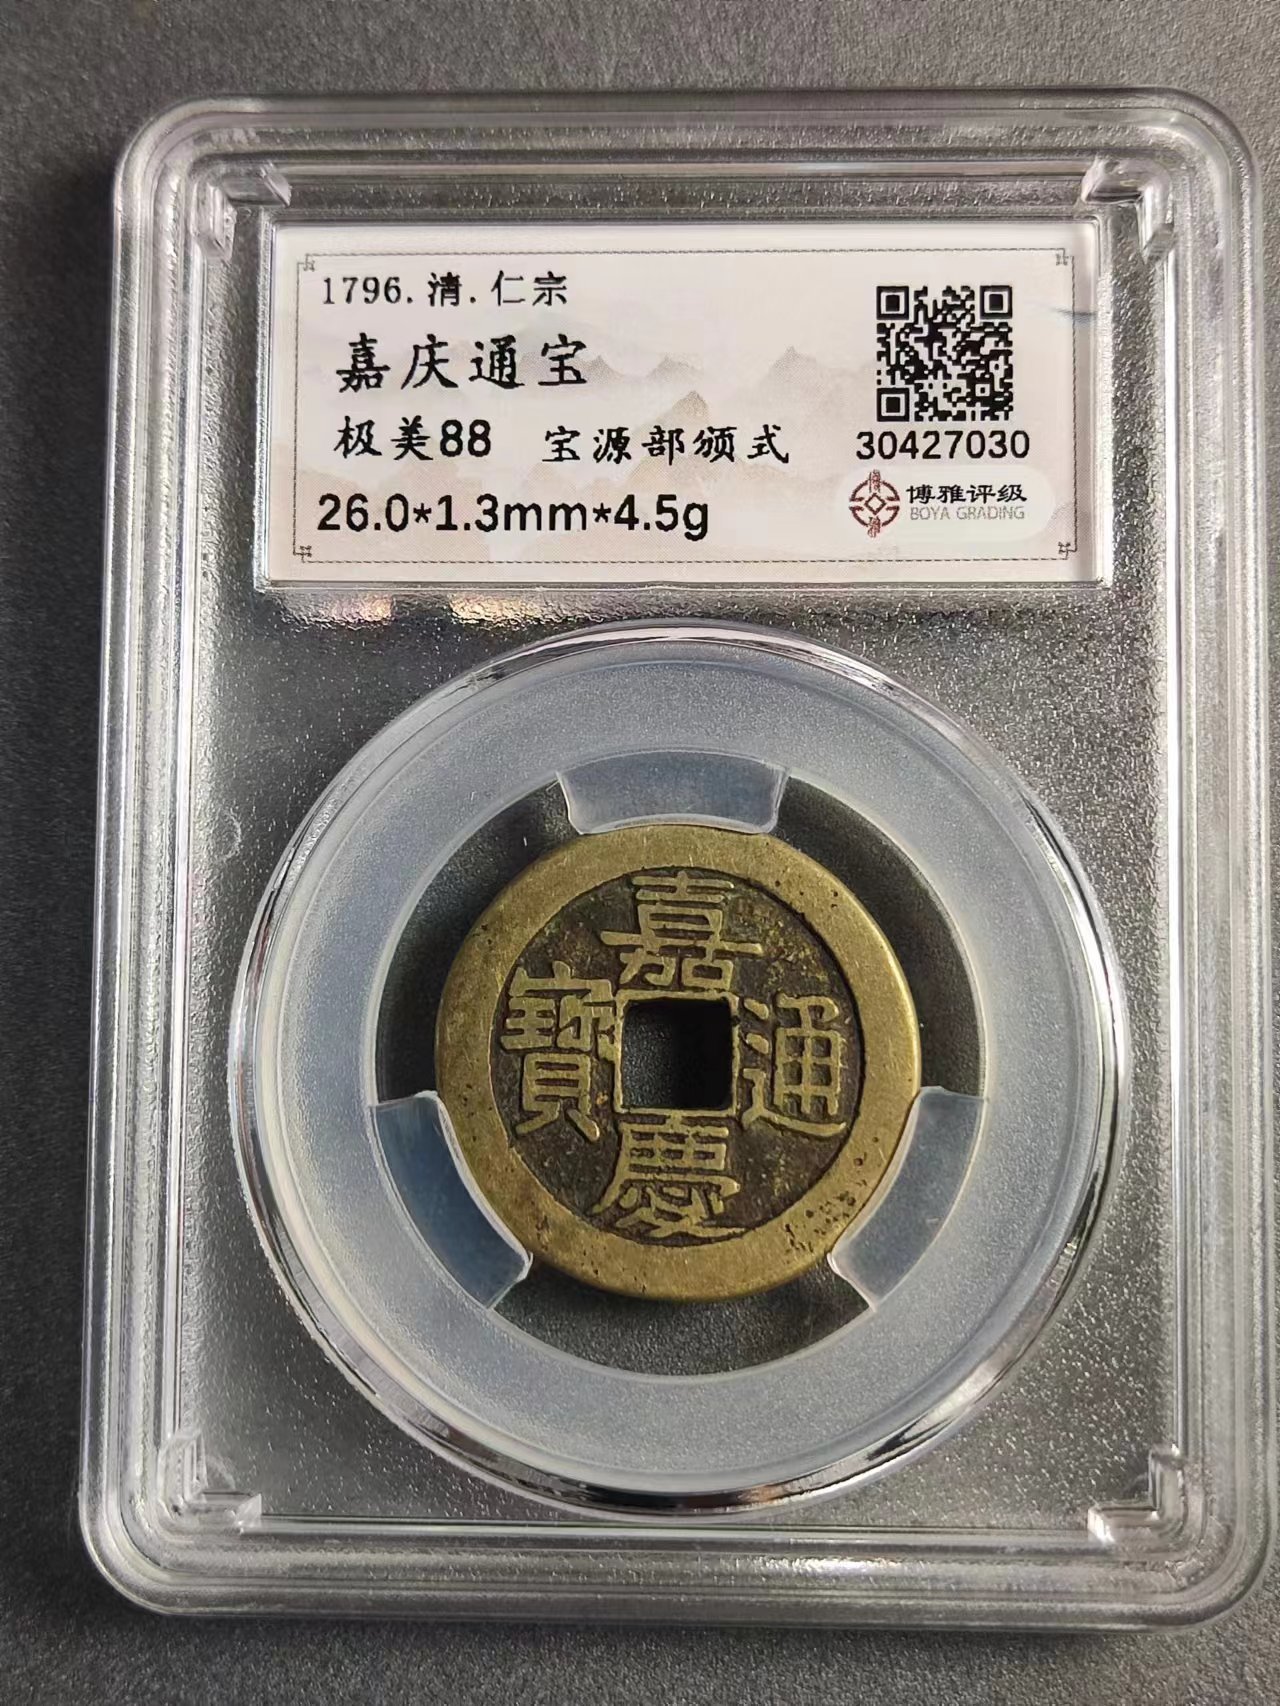 1796.清.仁宗
嘉庆通宝
极美88 宝源部颁式
26.0*1.3mm*4.5g
30427030
博雅评级
BOYA GRADING
嘉
寶 通
慶